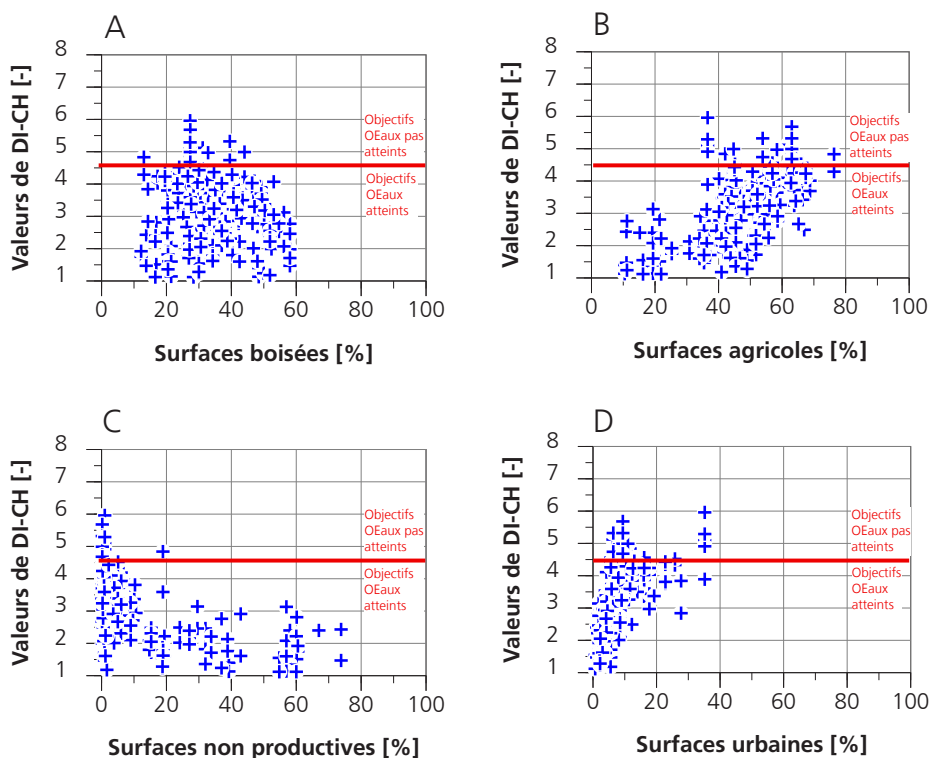 A
Valeurs de DI-CH [-]
8
7
6
5
4
3
2
1
Objectifs
OEaux pas
atteints
Objectifs
OEaux
atteints
0 20 40 60 80 100
Surfaces boisées [%]
B
Valeurs de DI-CH [-]
8
7
6
5
4
3
2
1
Objectifs
OEaux pas
atteints
Objectifs
OEaux
atteints
0 20 40 60 80 100
Surfaces agricoles [%]
C
Valeurs de DI-CH [-]
8
7
6
5
4
3
2
1
Objectifs
OEaux pas
atteints
Objectifs
OEaux
atteints
0 20 40 60 80 100
Surfaces non productives [%]
D
Valeurs de DI-CH [-]
8
7
6
5
4
3
2
1
Objectifs
OEaux pas
atteints
Objectifs
OEaux
atteints
0 20 40 60 80 100
Surfaces urbaines [%]